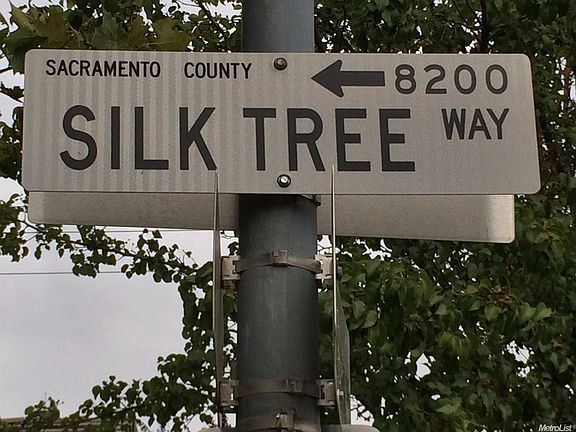 SACRAMENTO COUNTY ← 8200
SILK TREE WAY
MetroList